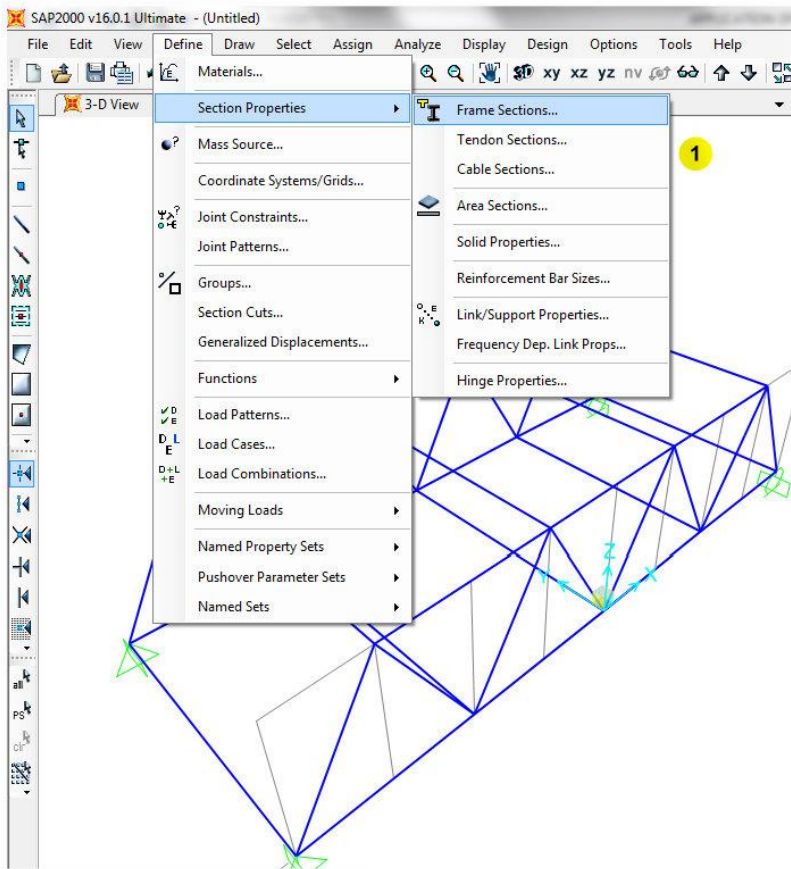 SAP2000 v16.0.1 Ultimate - (Untitled)
File Edit View Define Draw Select Assign Analyze Display Design Options Tools Help
3D xy xz yz nv
3-D View
Materials...
Section Properties
Mass Source...
Coordinate Systems/Grids...
Joint Constraints...
Joint Patterns...
Groups...
Section Cuts...
Generalized Displacements...
Functions
Load Patterns...
Load Cases...
Load Combinations...
Moving Loads
Named Property Sets
Pushover Parameter Sets
Named Sets
Frame Sections...
Tendon Sections...
Cable Sections...
Area Sections...
Solid Properties...
Reinforcement Bar Sizes...
Link/Support Properties...
Frequency Dep. Link Props...
Hinge Properties...
1
Z
Y
X
all
PS
clr